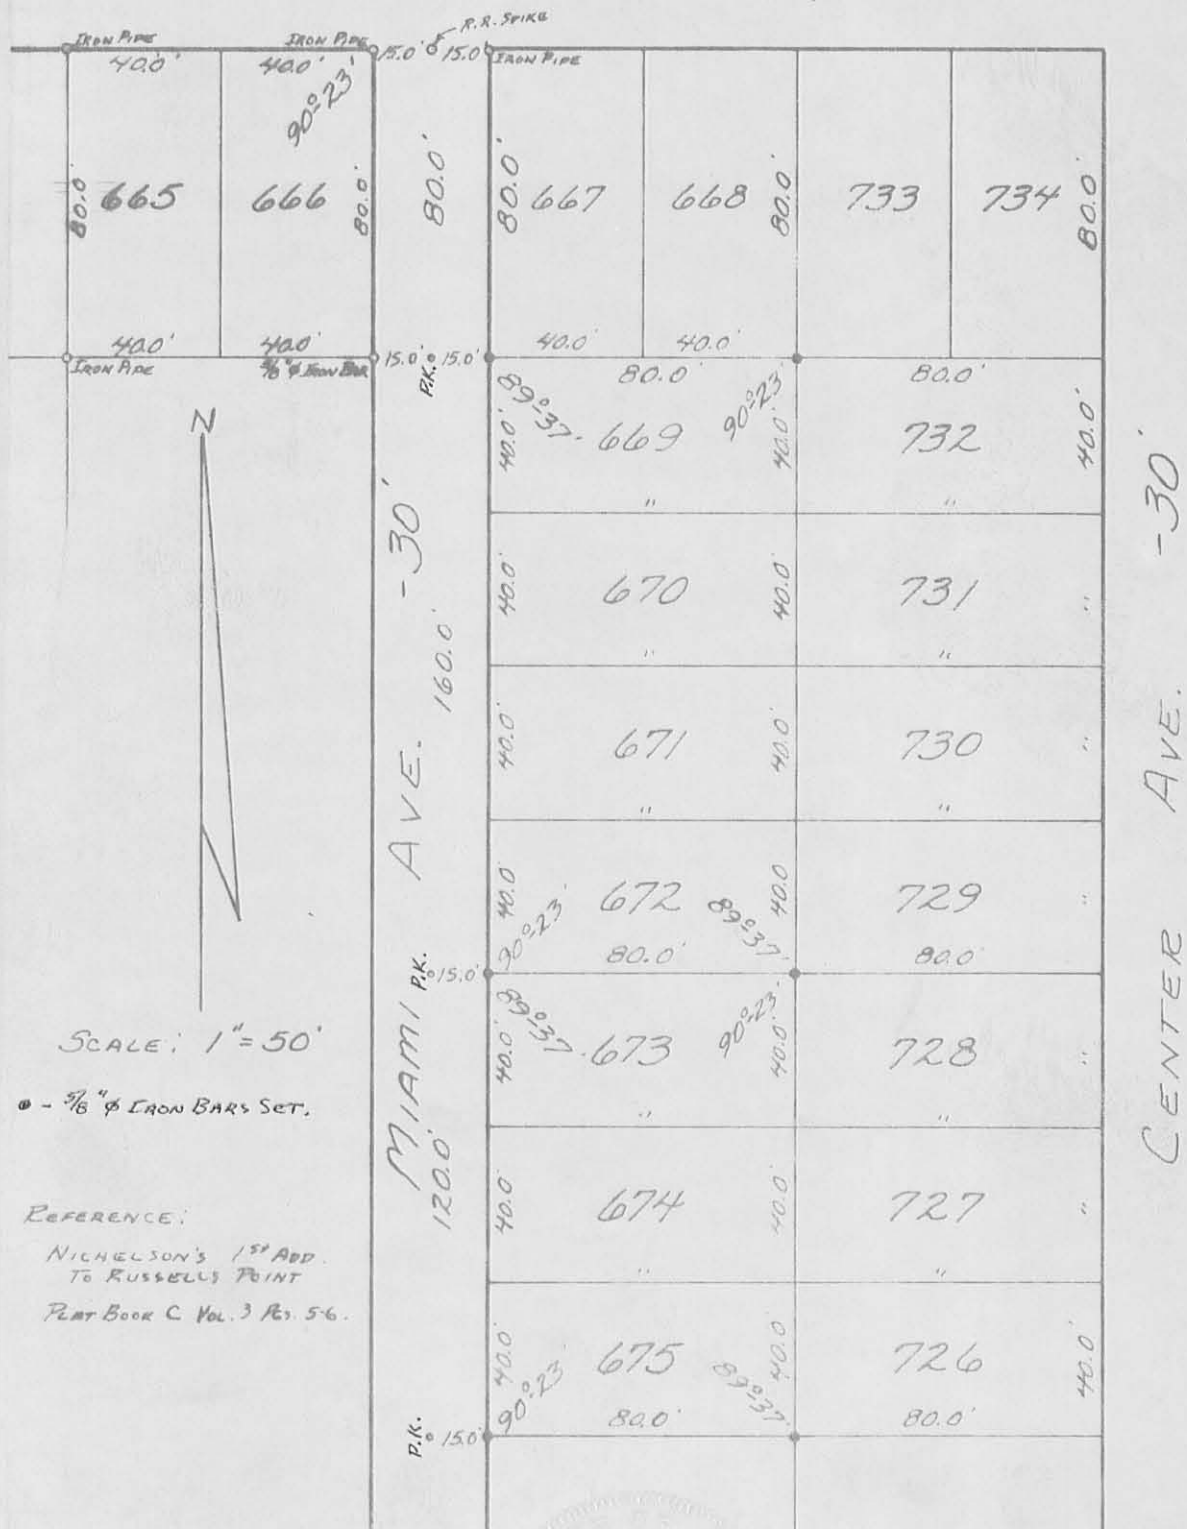 R.R. SPIKE
IRON PIPE IRON PIPE 15.0' 15.0' IRON PIPE
40.0' 40.0'
90°-23'
80.0' 665 666 80.0' 80.0' 80.0' 667 668 80.0' 733 734 80.0'
40.0' 40.0' 15.0' 15.0' 40.0' 40.0'
IRON PIPE 5/8"φ IRON BAR P.K. 80.0' 80.0'
N
89°-37' 90°-23'
40.0' 669 40.0' 732 40.0'
" "
MIAMI AVE. -30'
CENTER AVE. -30'
160.0'
40.0' 670 40.0' 731 "
" "
40.0' 671 40.0' 730 "
" "
40.0' 672 40.0 729 "
90°-23' 89°-37'
P.K. 15.0' 80.0' 80.0'
89°-37' 90°-23'
40.0' 673 40.0' 728 "
" "
SCALE: 1"=50'
- 5/8"φ IRON BARS SET.
120.0'
40.0' 674 40.0' 727 "
" "
REFERENCE:
NICHELSON'S 1ST ADD.
TO RUSSELLS POINT
PLAT BOOK C VOL. 3 PGS. 5-6.
40.0' 675 40.0' 726 40.0'
90°-23' 89°-37'
80.0' 80.0'
P.K. 15.0'